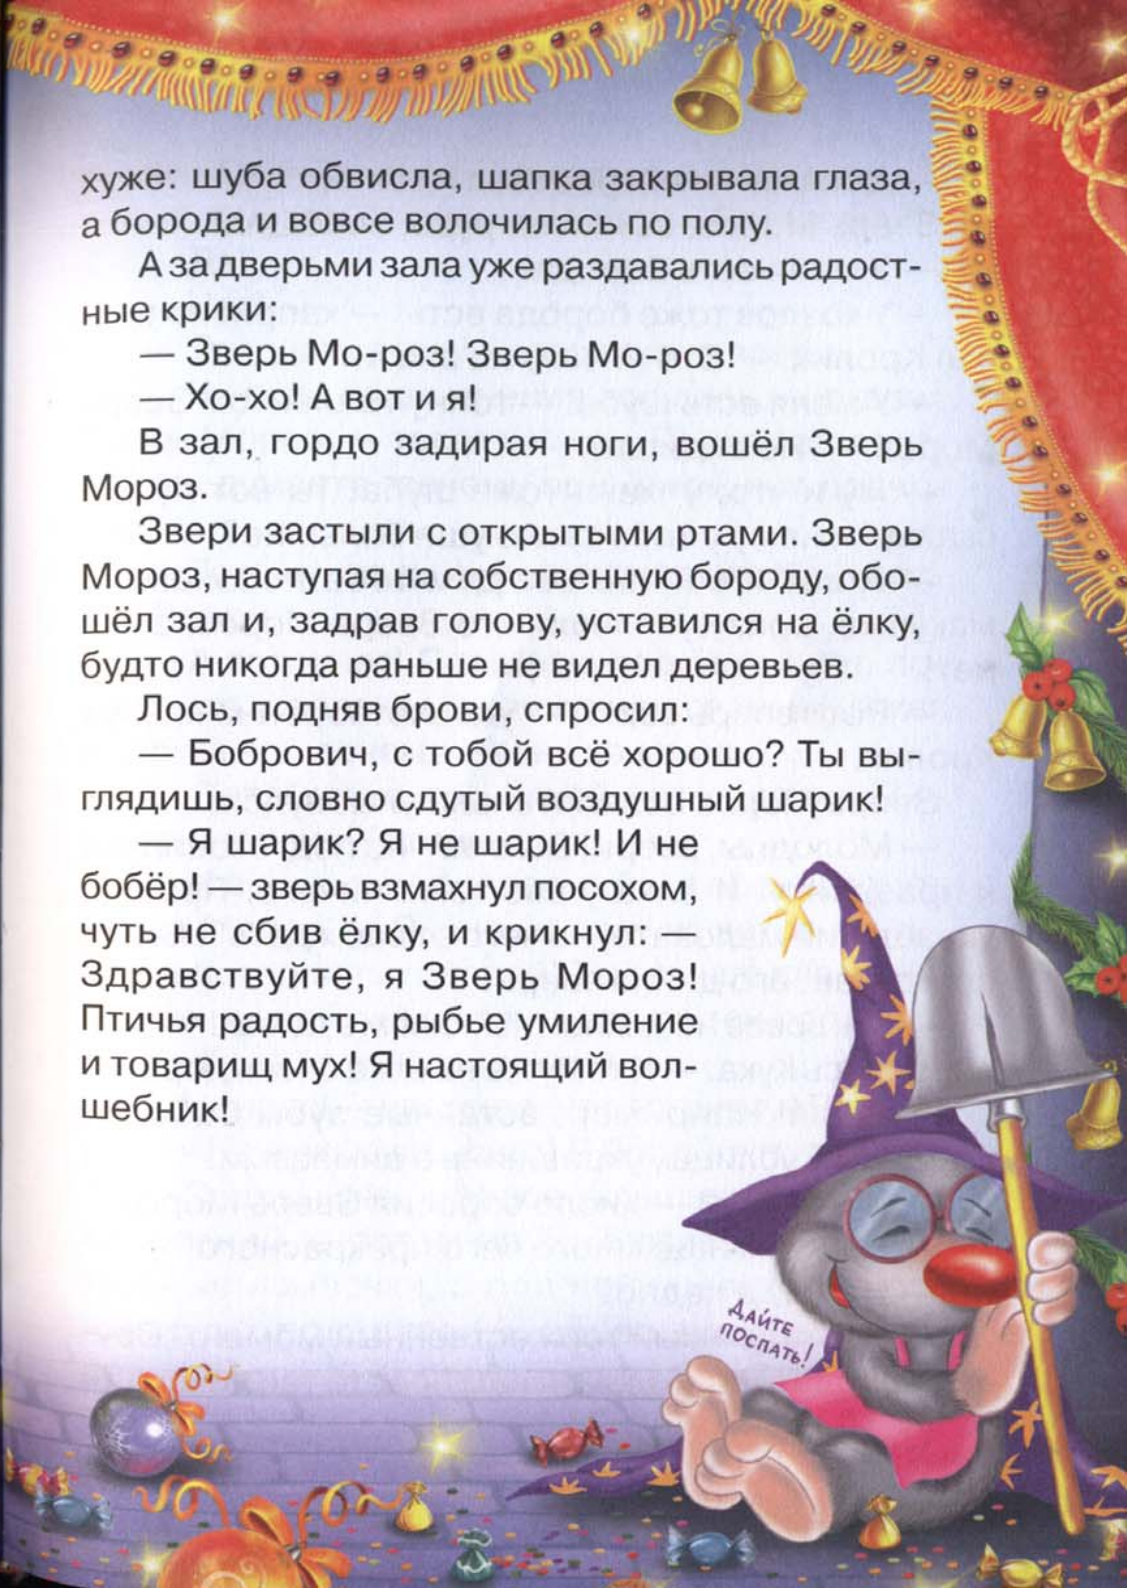 хуже: шуба обвисла, шапка закрывала глаза,
а борода и вовсе волочилась по полу.
А за дверьми зала уже раздавались радост-
ные крики:
— Зверь Мо-роз! Зверь Мо-роз!
— Хо-хо! А вот и я!
В зал, гордо задирая ноги, вошёл Зверь
Мороз.
Звери застыли с открытыми ртами. Зверь
Мороз, наступая на собственную бороду, обо-
шёл зал и, задрав голову, уставился на ёлку,
будто никогда раньше не видел деревьев.
Лось, подняв брови, спросил:
— Бобрович, с тобой всё хорошо? Ты вы-
глядишь, словно сдутый воздушный шарик!
— Я шарик? Я не шарик! И не
бобёр! — зверь взмахнул посохом,
чуть не сбив ёлку, и крикнул: —
Здравствуйте, я Зверь Мороз!
Птичья радость, рыбье умиление
и товарищ мух! Я настоящий вол-
шебник!
ДАЙТЕ
ПОСПАТЬ!